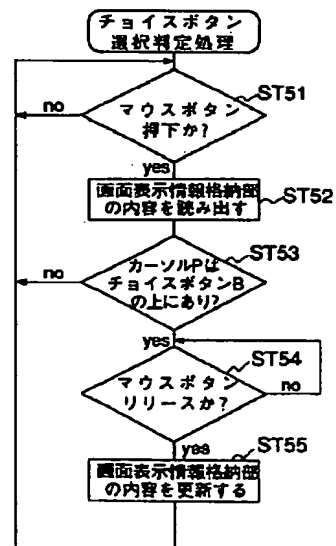 チョイスボタン
選択判定処理
ST51
no
マウスボタン
押下か?
yes
ST52
画面表示情報格納部
の内容を読み出す
ST53
no
カーソルPは
チョイスボタンB
の上にあり?
yes
ST54
マウスボタン
リリースか?
no
yes
ST55
画面表示情報格納部
の内容を更新する